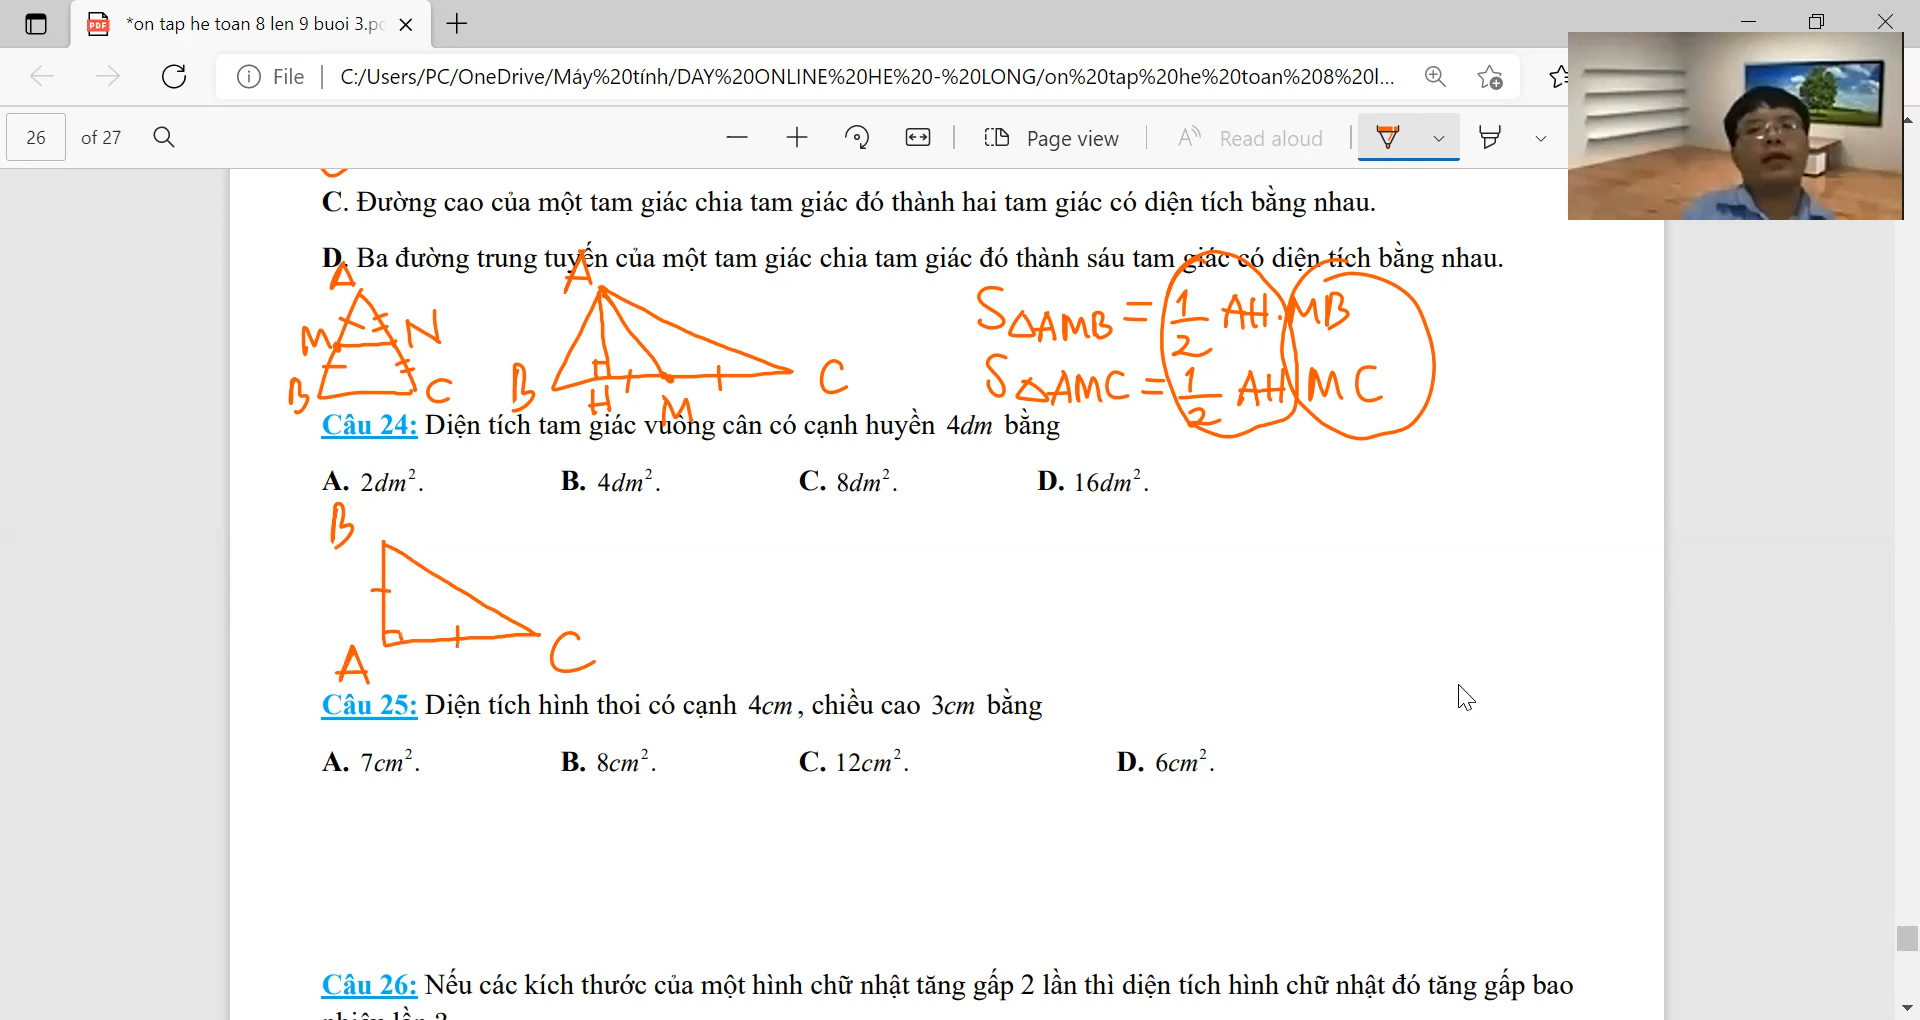 *on tap he toan 8 len 9 buoi 3.p
File C:/Users/PC/OneDrive/Máy%20tính/DAY%20ONLINE%20HE%20-%20LONG/on%20tap%20he%20toan%208%20l...
26 of 27 Page view Read aloud
C. Đường cao của một tam giác chia tam giác đó thành hai tam giác có diện tích bằng nhau.
D. Ba đường trung tuyến của một tam giác chia tam giác đó thành sáu tam giác có diện tích bằng nhau.
A M N B C
A B H M C
S△AMB = 1/2 AH.MB
S△AMC = 1/2 AH MC
Câu 24: Diện tích tam giác vuông cân có cạnh huyền 4dm bằng
A. 2dm². B. 4dm². C. 8dm². D. 16dm².
B
A C
Câu 25: Diện tích hình thoi có cạnh 4cm, chiều cao 3cm bằng
A. 7cm². B. 8cm². C. 12cm². D. 6cm².
Câu 26: Nếu các kích thước của một hình chữ nhật tăng gấp 2 lần thì diện tích hình chữ nhật đó tăng gấp bao